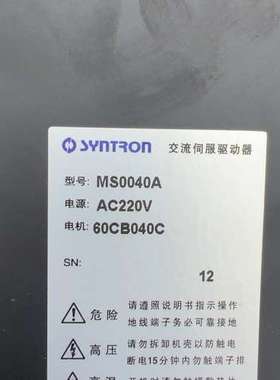 SYNTRON 交流伺服驱动器
型号: MS0040A
电源: AC220V
电机: 60CB040C
SN:
12
危险 请遵照说明书指示操作
地线端子务必可靠接地
高压 请勿拆卸机壳以防触电
断电15分钟内勿触端子排